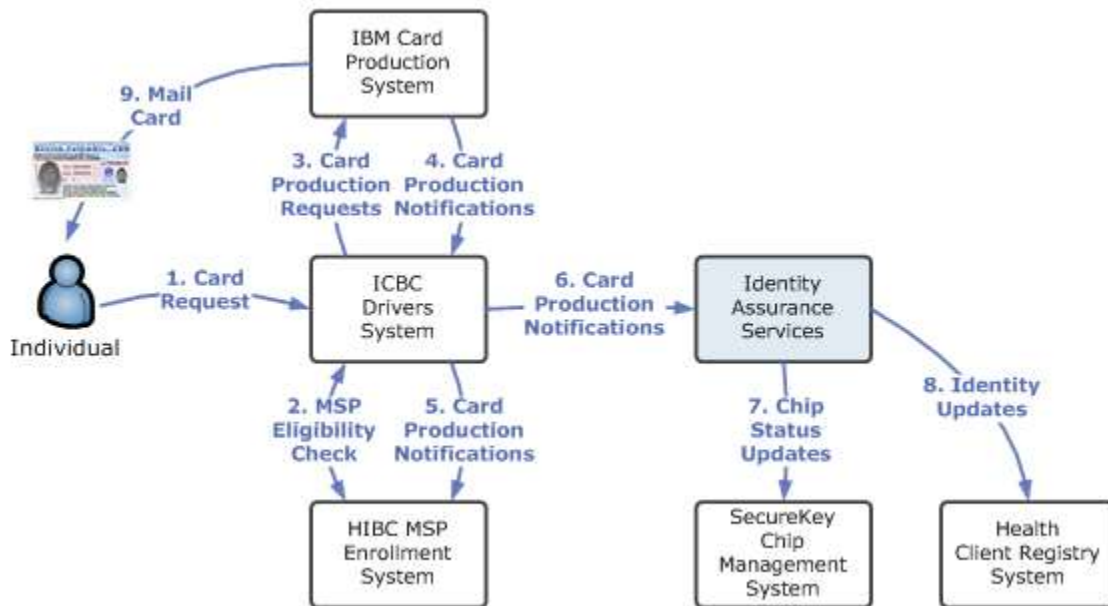 IBM Card
Production
System
9. Mail
Card
3. Card
Production
Requests
4. Card
Production
Notifications
1. Card
Request
Individual
ICBC
Drivers
System
6. Card
Production
Notifications
Identity
Assurance
Services
2. MSP
Eligibility
Check
5. Card
Production
Notifications
7. Chip
Status
Updates
8. Identity
Updates
HIBC MSP
Enrollment
System
SecureKey
Chip
Management
System
Health
Client Registry
System